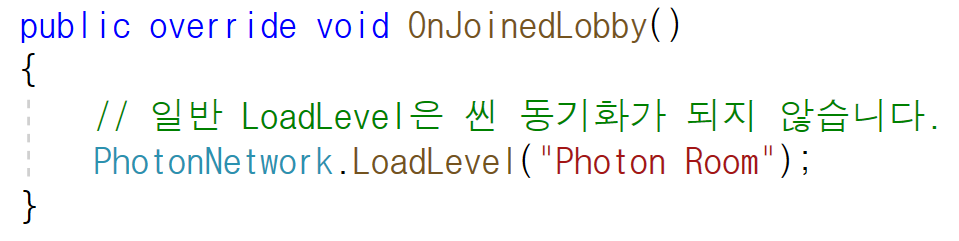 public override void OnJoinedLobby()
{
// 일반 LoadLevel은 씬 동기화가 되지 않습니다.
PhotonNetwork.LoadLevel("Photon Room");
}